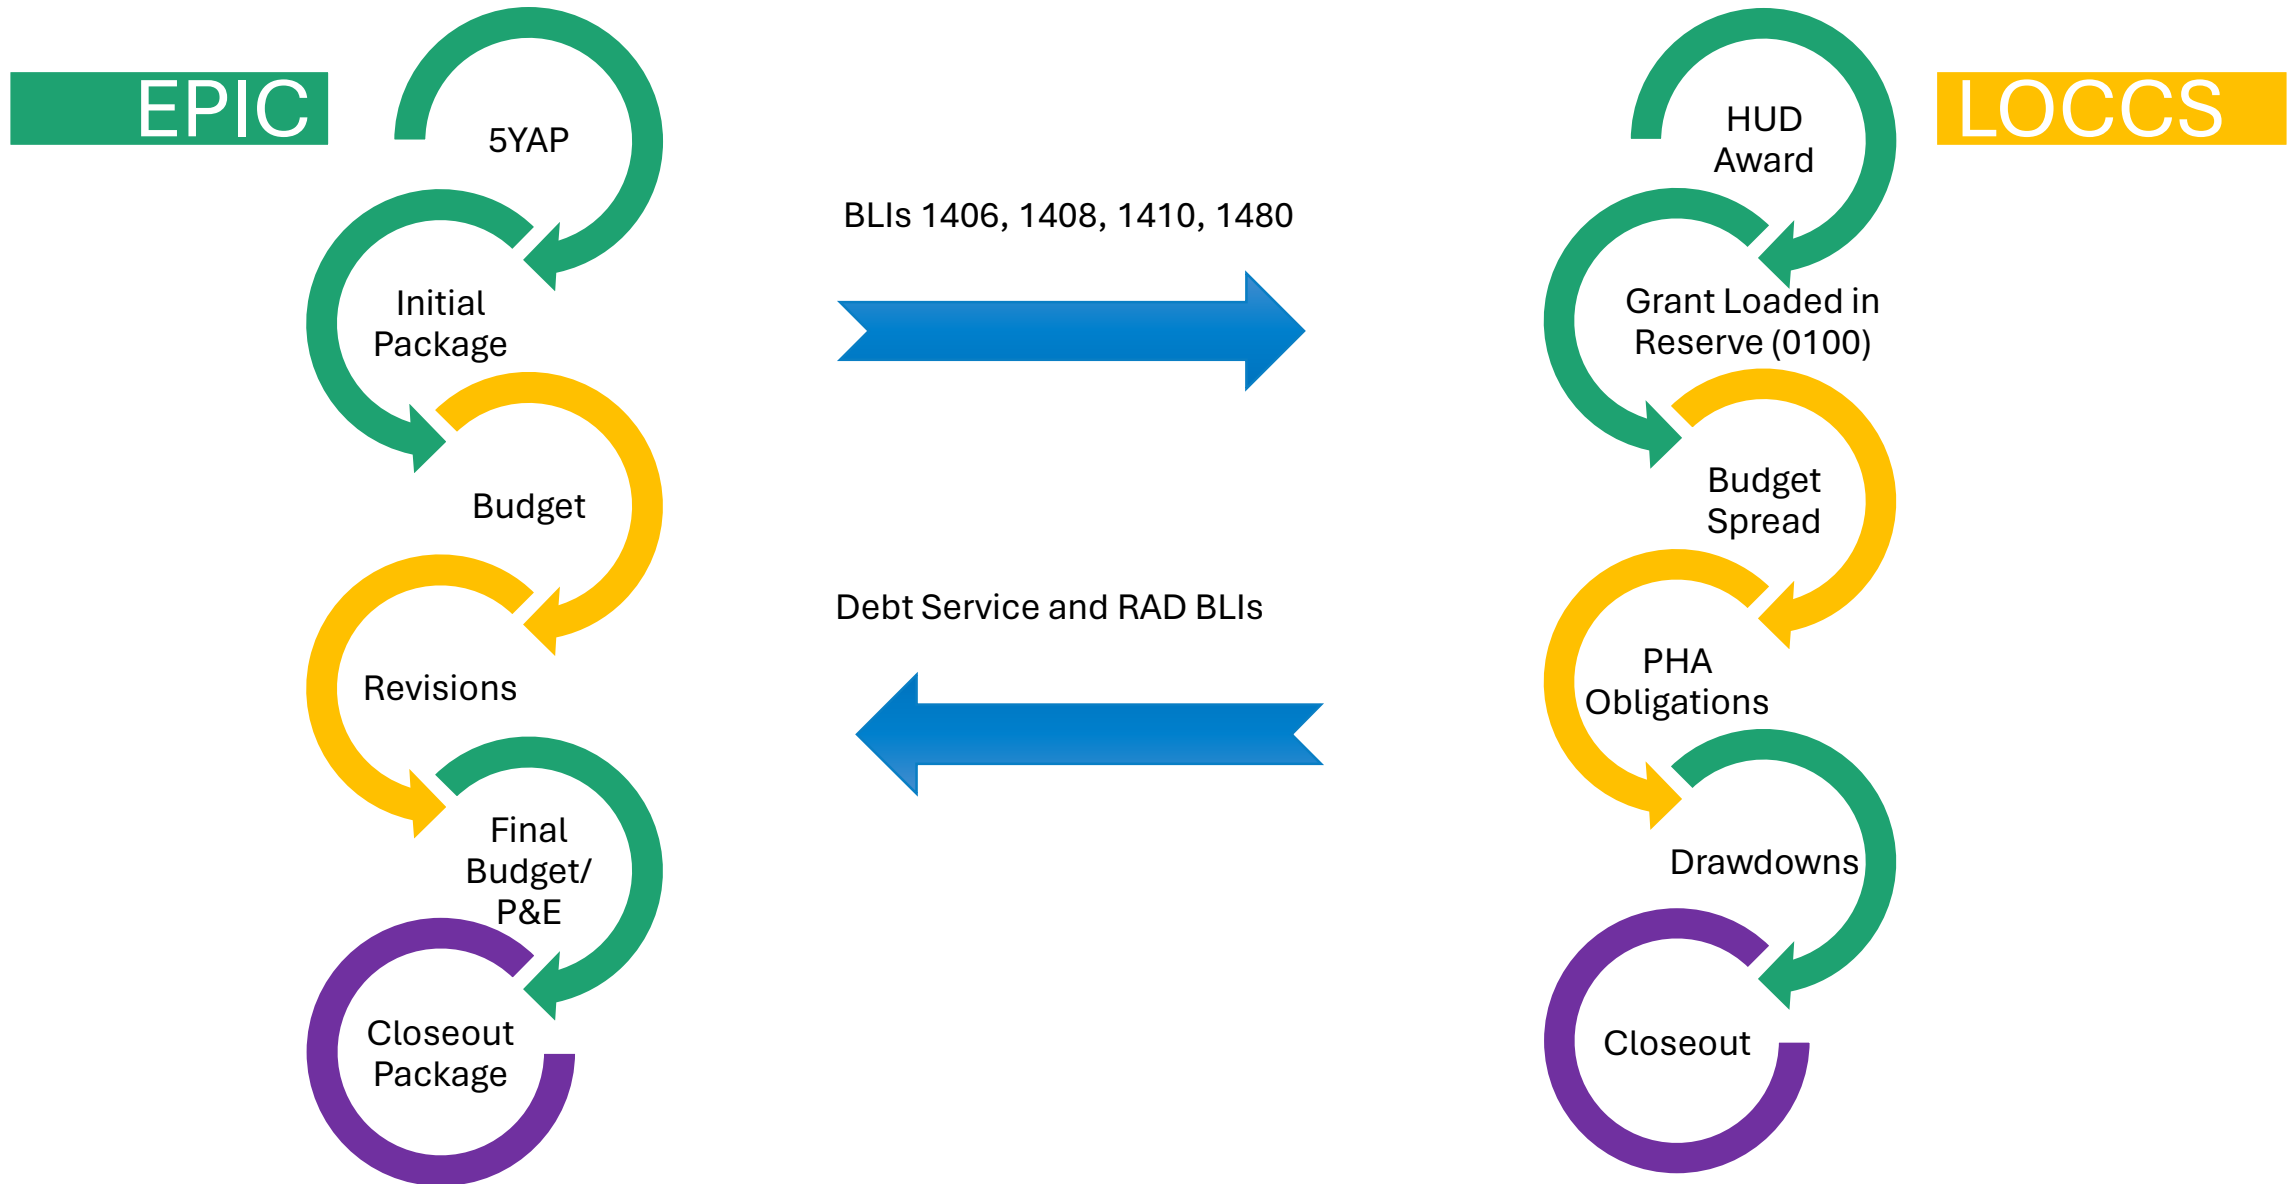 EPIC
5YAP
Initial
Package
Budget
Revisions
Final
Budget/
P&E
Closeout
Package
BLIs 1406, 1408, 1410, 1480
Debt Service and RAD BLIs
LOCCS
HUD
Award
Grant Loaded in
Reserve (0100)
Budget
Spread
PHA
Obligations
Drawdowns
Closeout